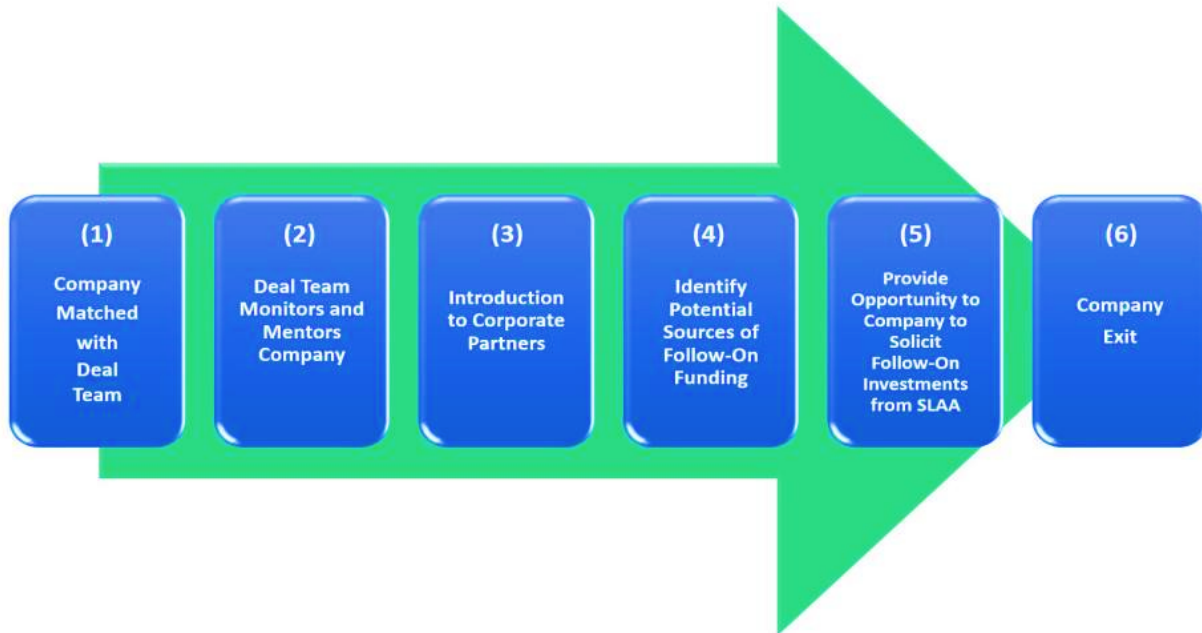 (1)
Company
Matched
with
Deal
Team
(2)
Deal Team
Monitors and
Mentors
Company
(3)
Introduction
to Corporate
Partners
(4)
Identify
Potential
Sources of
Follow-On
Funding
(5)
Provide
Opportunity to
Company to
Solicit
Follow-On
Investments
from SLAA
(6)
Company
Exit